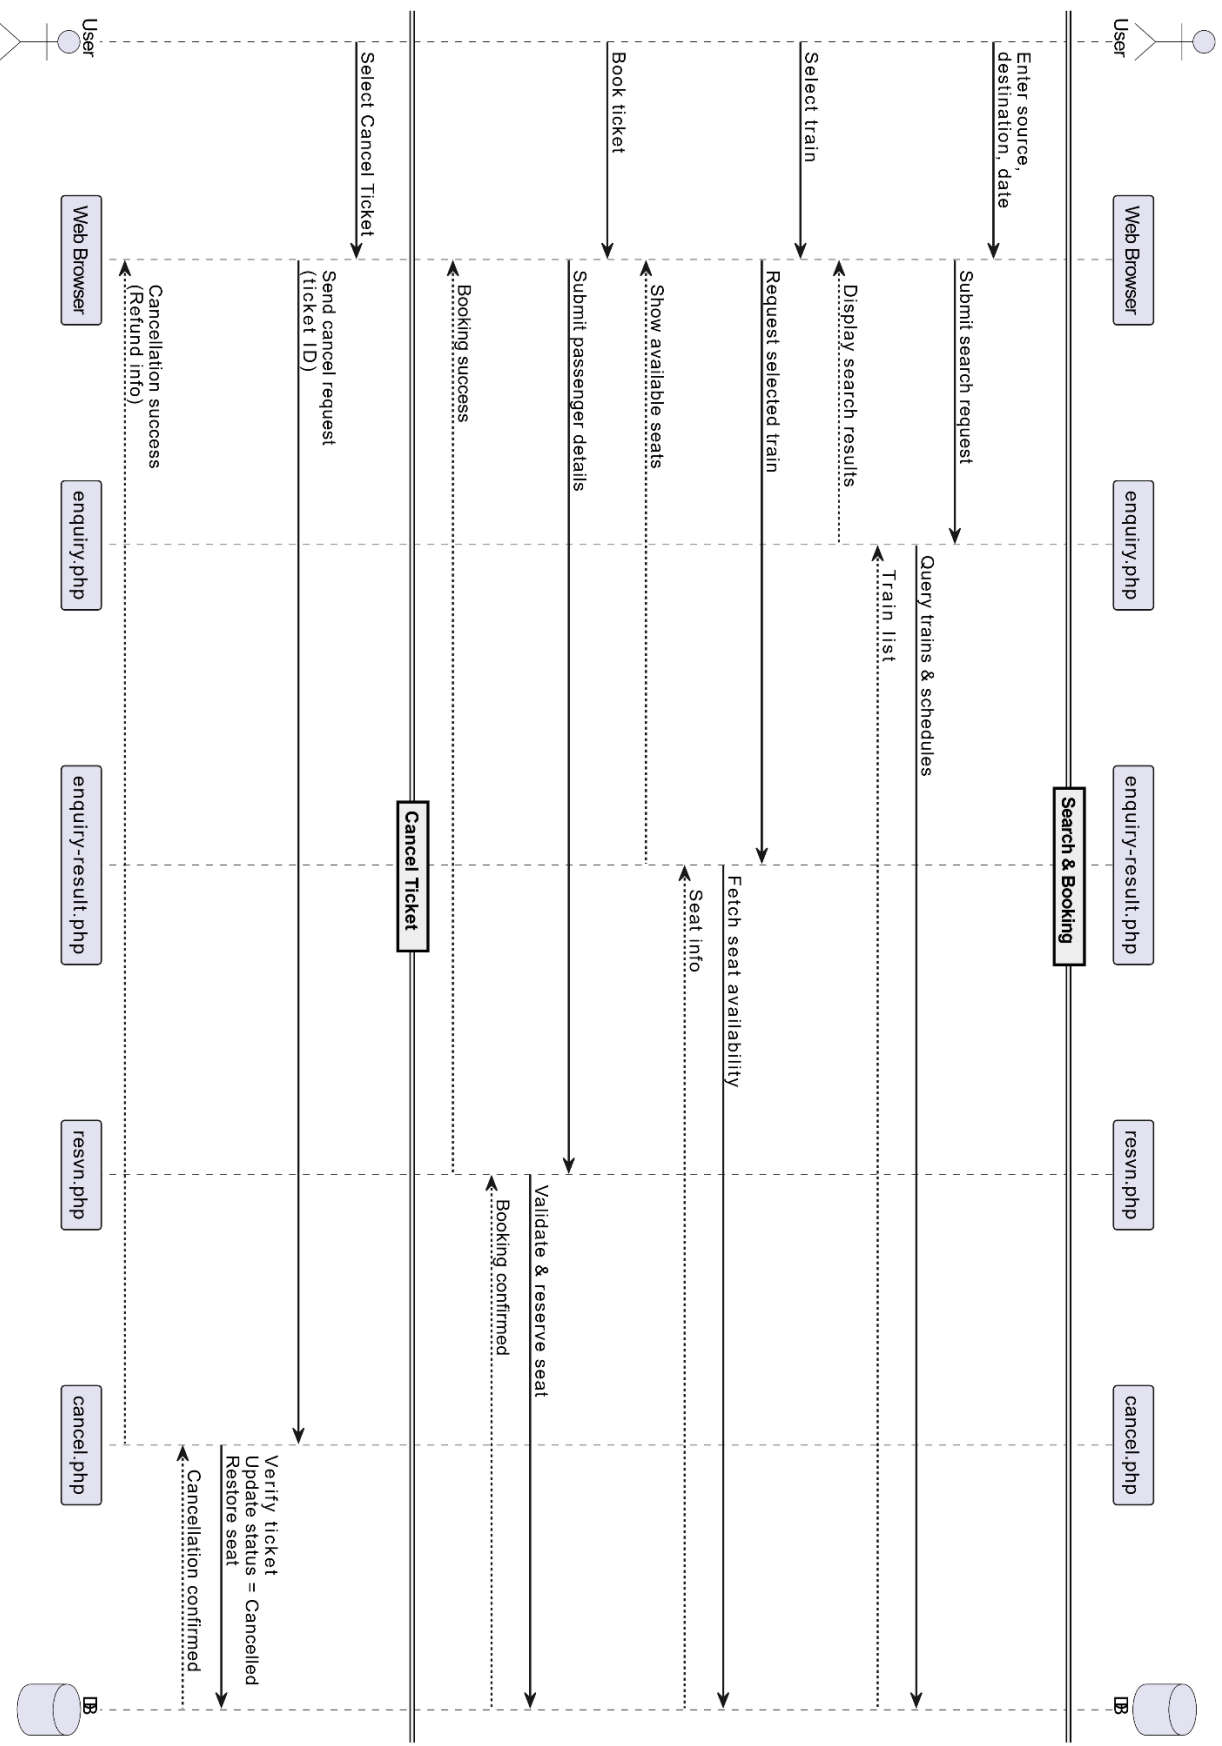 User
Web Browser
enquiry.php
enquiry-result.php
resvn.php
cancel.php
DB
Search & Booking
Enter source,
destination, date
Submit search request
Query trains & schedules
Train list
Display search results
Select train
Request selected train
Fetch seat availability
Seat info
Show available seats
Book ticket
Submit passenger details
Validate & reserve seat
Booking confirmed
Booking success
Cancel Ticket
Select Cancel Ticket
Send cancel request
(ticket ID)
Verify ticket
Update status = Cancelled
Restore seat
Cancellation confirmed
Cancellation success
(Refund info)
User
Web Browser
enquiry.php
enquiry-result.php
resvn.php
cancel.php
DB